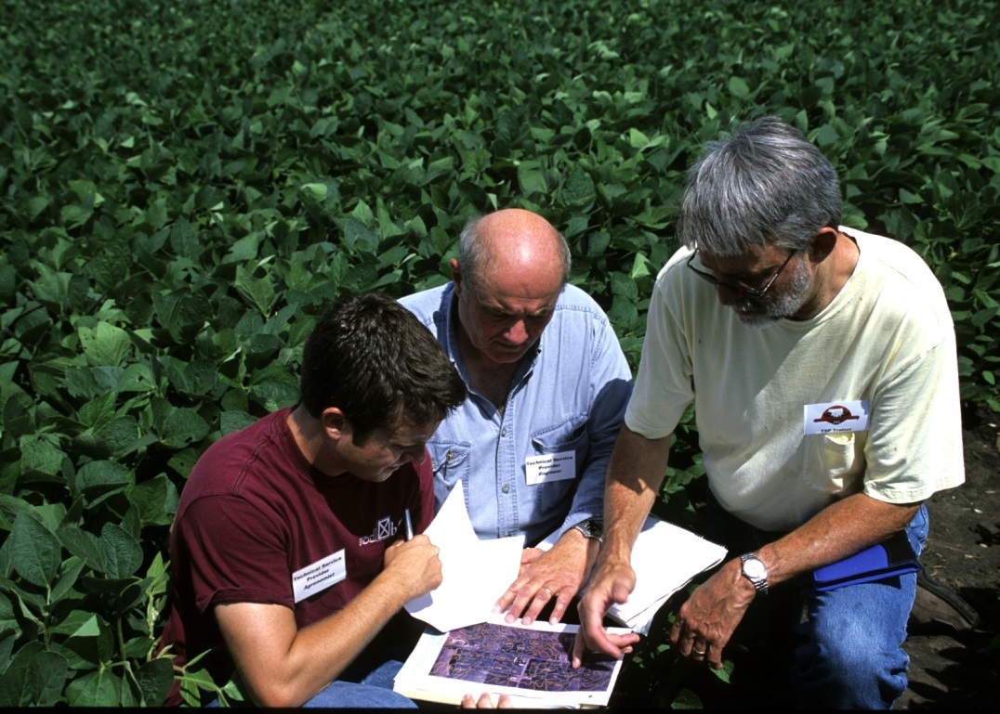 Technical Service
Provider
Agronomist
Technical Service
Provider
Engineer
TSP Trainer